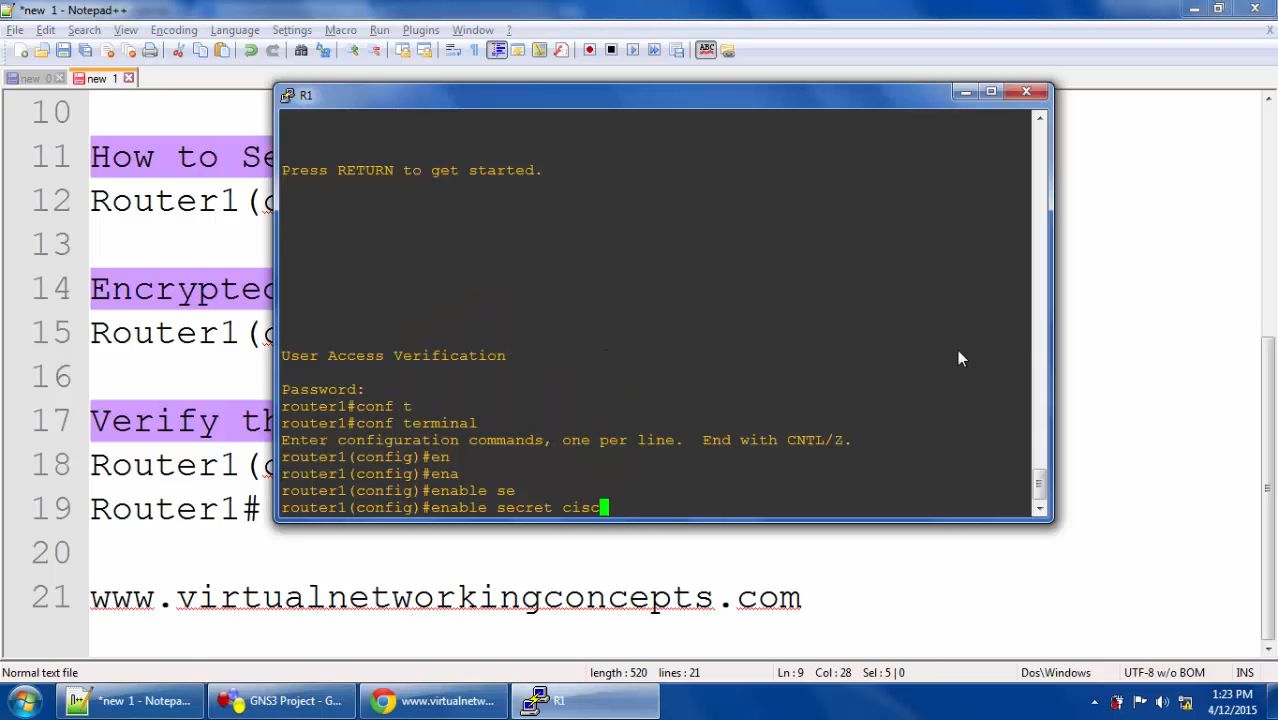 *new 1 - Notepad++
File Edit Search View Encoding Language Settings Macro Run Plugins Window ?
X
ABC
new 0 new 1
R1
10
11 How to Se
12 Router1(c
13
14 Encrypted
15 Router1(c
16
17 Verify th
18 Router1(c
19 Router1#
20
21 www.virtualnetworkingconcepts.com
Press RETURN to get started.
User Access Verification
Password:
router1#conf t
router1#conf terminal
Enter configuration commands, one per line.  End with CNTL/Z.
router1(config)#en
router1(config)#ena
router1(config)#enable se
router1(config)#enable secret cisc
Normal text file length : 520 lines : 21 Ln : 9 Col : 28 Sel : 5 | 0 Dos\Windows UTF-8 w/o BOM INS
*new 1 - Notepa... GNS3 Project - G... www.virtualnetw... R1
1:23 PM
4/12/2015